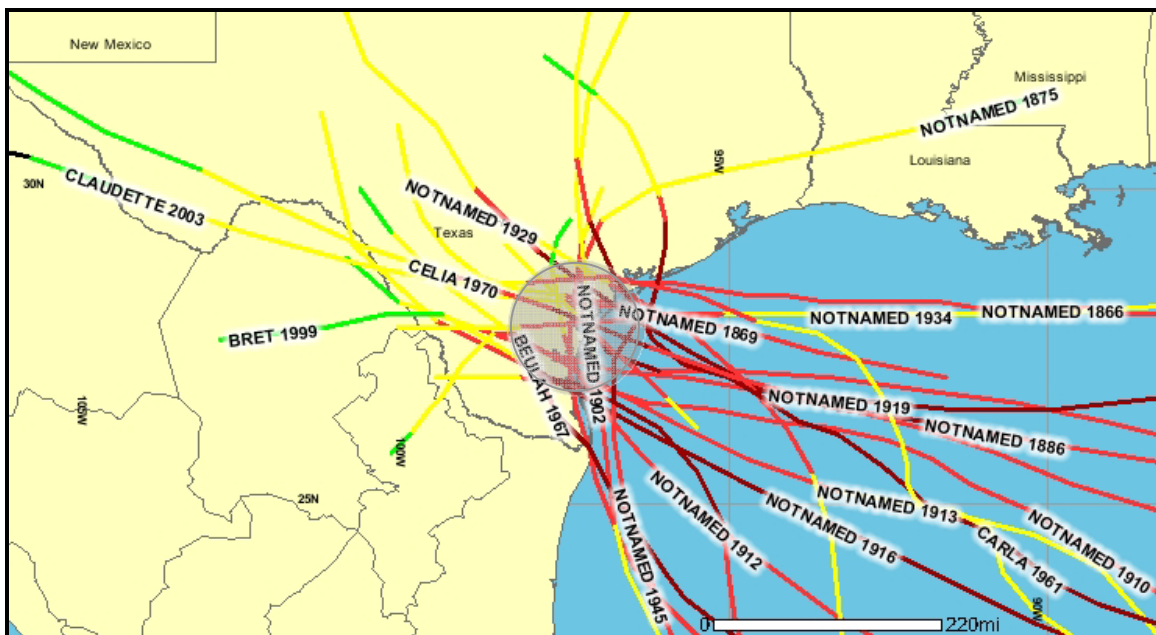 New Mexico
Mississippi
NOTNAMED 1875
95W
Louisiana
30N
CLAUDETTE 2003
NOTNAMED 1929
Texas
CELIA 1970
NOTNAMED 1902
NOTNAMED 1869
NOTNAMED 1934
NOTNAMED 1866
BRET 1999
BEULAH 1967
NOTNAMED 1919
105W
NOTNAMED 1886
100W
25N
NOTNAMED 1913
NOTNAMED 1912
NOTNAMED 1916
CARLA 1961
NOTNAMED 1910
NOTNAMED 1945
90W
0 220mi